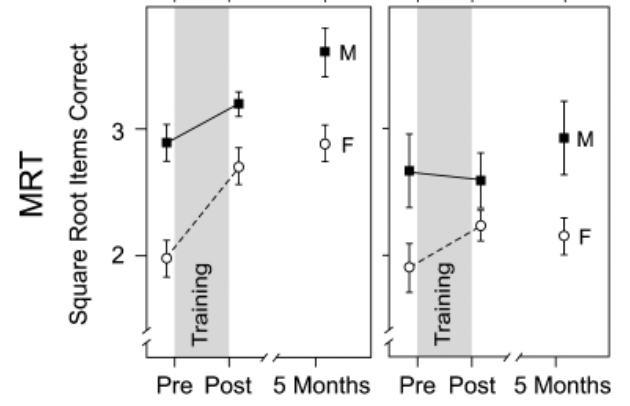 MRT
Square Root Items Correct
3
2
M
F
Training
Pre Post 5 Months
M
F
Training
Pre Post 5 Months